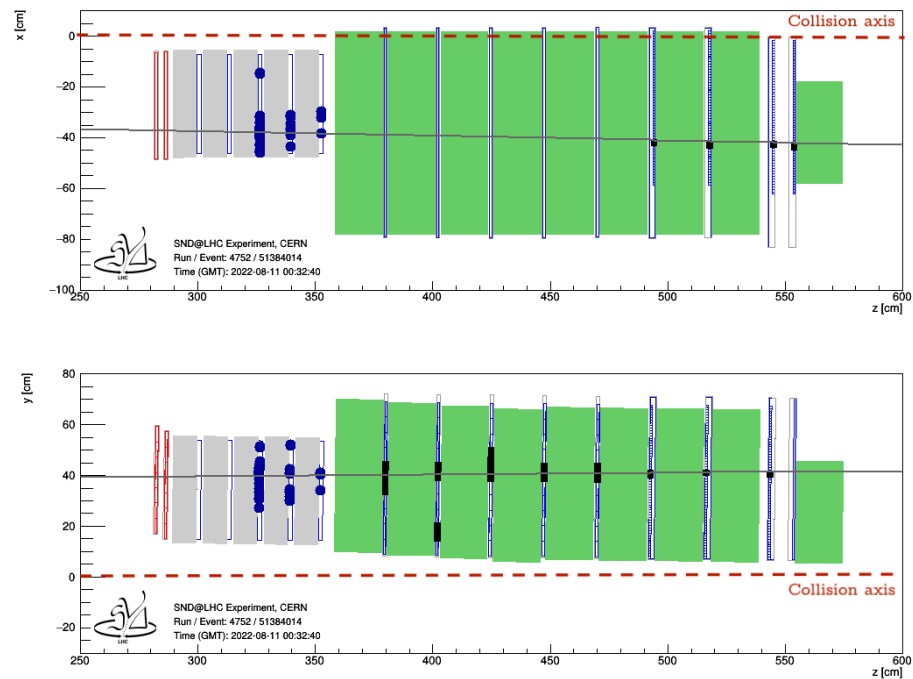 x [cm]
0
−20
−40
−60
−80
−100
Collision axis
LHC
SND@LHC Experiment, CERN
Run / Event: 4752 / 51384014
Time (GMT): 2022-08-11 00:32:40
250 300 350 400 450 500 550 600
z [cm]
y [cm]
80
60
40
20
0
−20
Collision axis
LHC
SND@LHC Experiment, CERN
Run / Event: 4752 / 51384014
Time (GMT): 2022-08-11 00:32:40
250 300 350 400 450 500 550 600
z [cm]